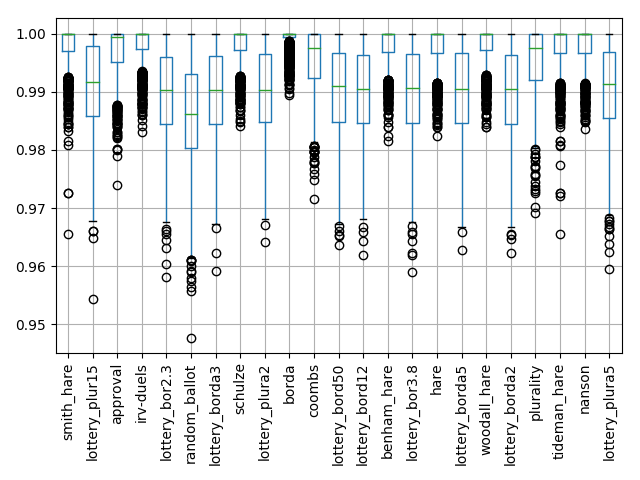 1.00
0.99
0.98
0.97
0.96
0.95
smith_hare
lottery_plur15
approval
irv-duels
lottery_bor2.3
random_ballot
lottery_borda3
schulze
lottery_plura2
borda
coombs
lottery_bord50
lottery_bord12
benham_hare
lottery_bor3.8
hare
lottery_borda5
woodall_hare
lottery_borda2
plurality
tideman_hare
nanson
lottery_plura5